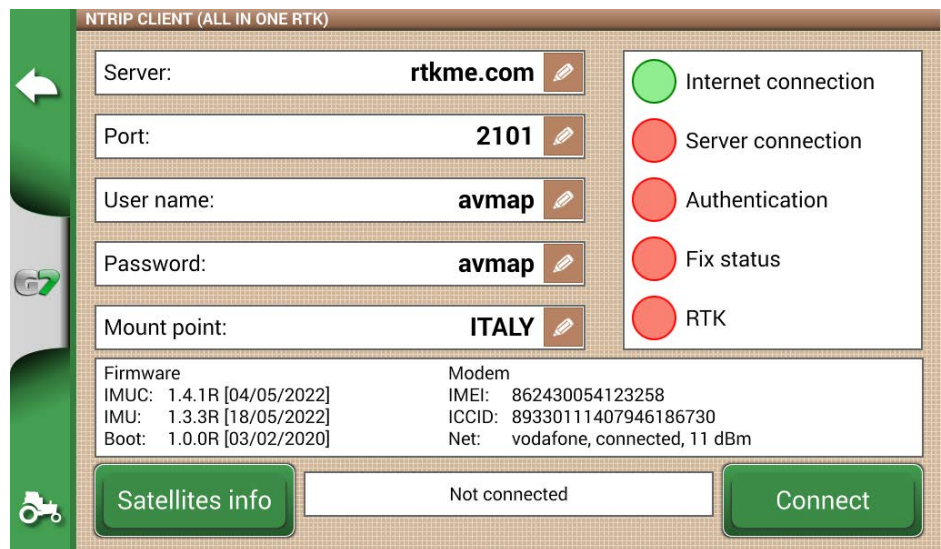 NTRIP CLIENT (ALL IN ONE RTK)
Server: rtkme.com
Port: 2101
User name: avmap
Password: avmap
Mount point: ITALY
Internet connection
Server connection
Authentication
Fix status
RTK
G7
Firmware
IMUC: 1.4.1R [04/05/2022]
IMU: 1.3.3R [18/05/2022]
Boot: 1.0.0R [03/02/2020]
Modem
IMEI: 862430054123258
ICCID: 89330111407946186730
Net: vodafone, connected, 11 dBm
Satellites info
Not connected
Connect